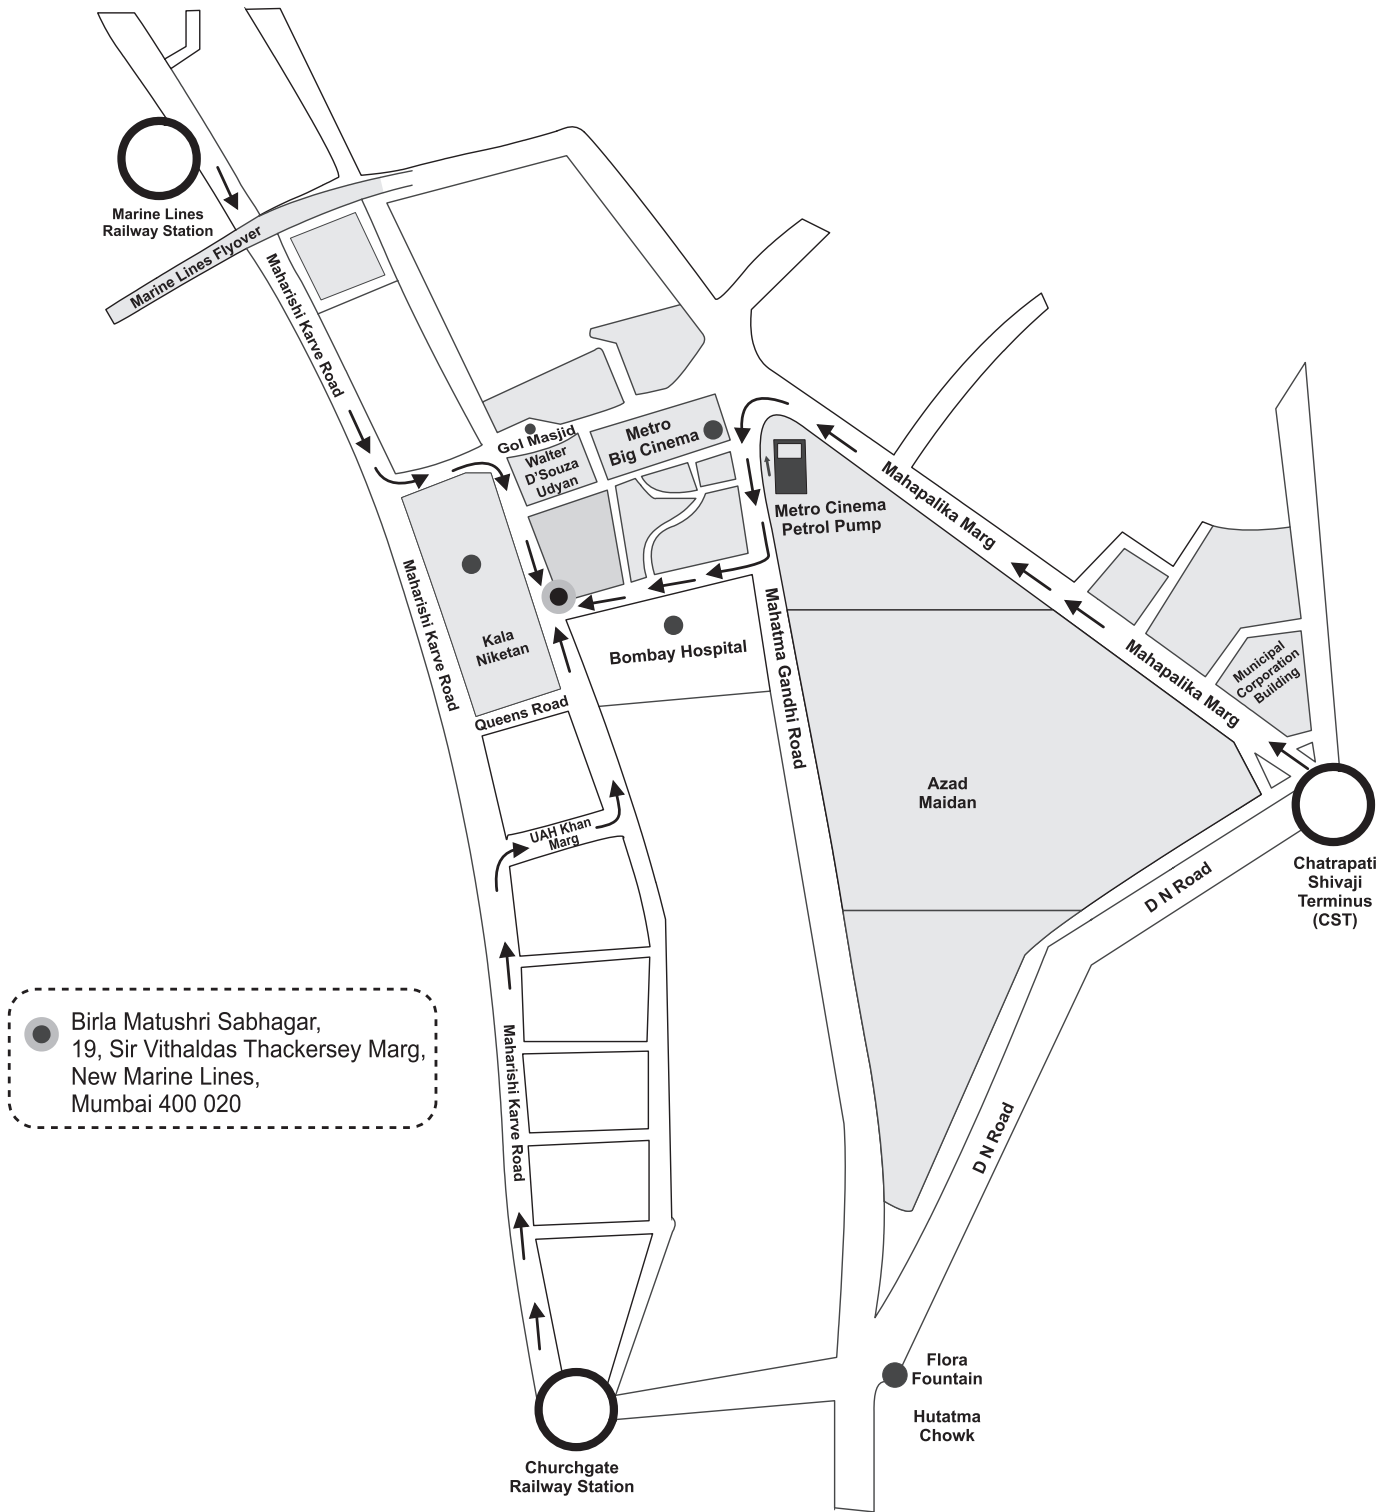 Marine Lines
Railway Station
Marine Lines Flyover
Maharishi Karve Road
Gol Masjid
Walter
D'Souza
Udyan
Metro
Big Cinema
Metro Cinema
Petrol Pump
Mahapalika Marg
Maharishi Karve Road
Kala
Niketan
Bombay Hospital
Mahatma Gandhi Road
Mahapalika Marg
Municipal
Corporation
Building
Queens Road
Azad
Maidan
UAH Khan
Marg
Chatrapati
Shivaji
Terminus
(CST)
D N Road
Birla Matushri Sabhagar,
19, Sir Vithaldas Thackersey Marg,
New Marine Lines,
Mumbai 400 020
Maharishi Karve Road
D N Road
Flora
Fountain
Hutatma
Chowk
Churchgate
Railway Station